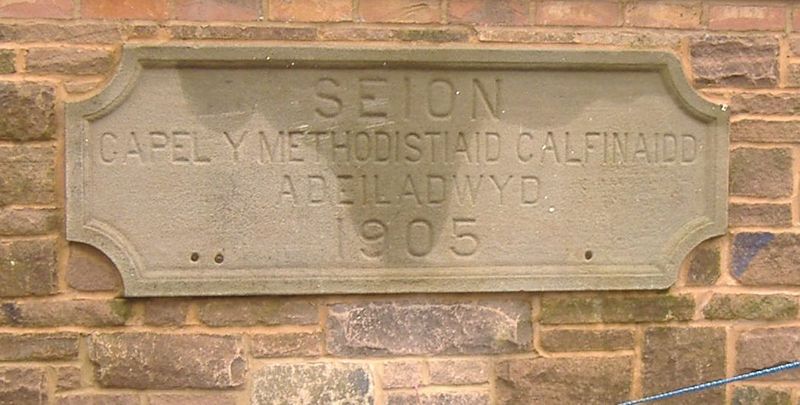 SEION
CAPEL Y METHODISTIAID CALFINAIDD
ADEILADWYD
1905